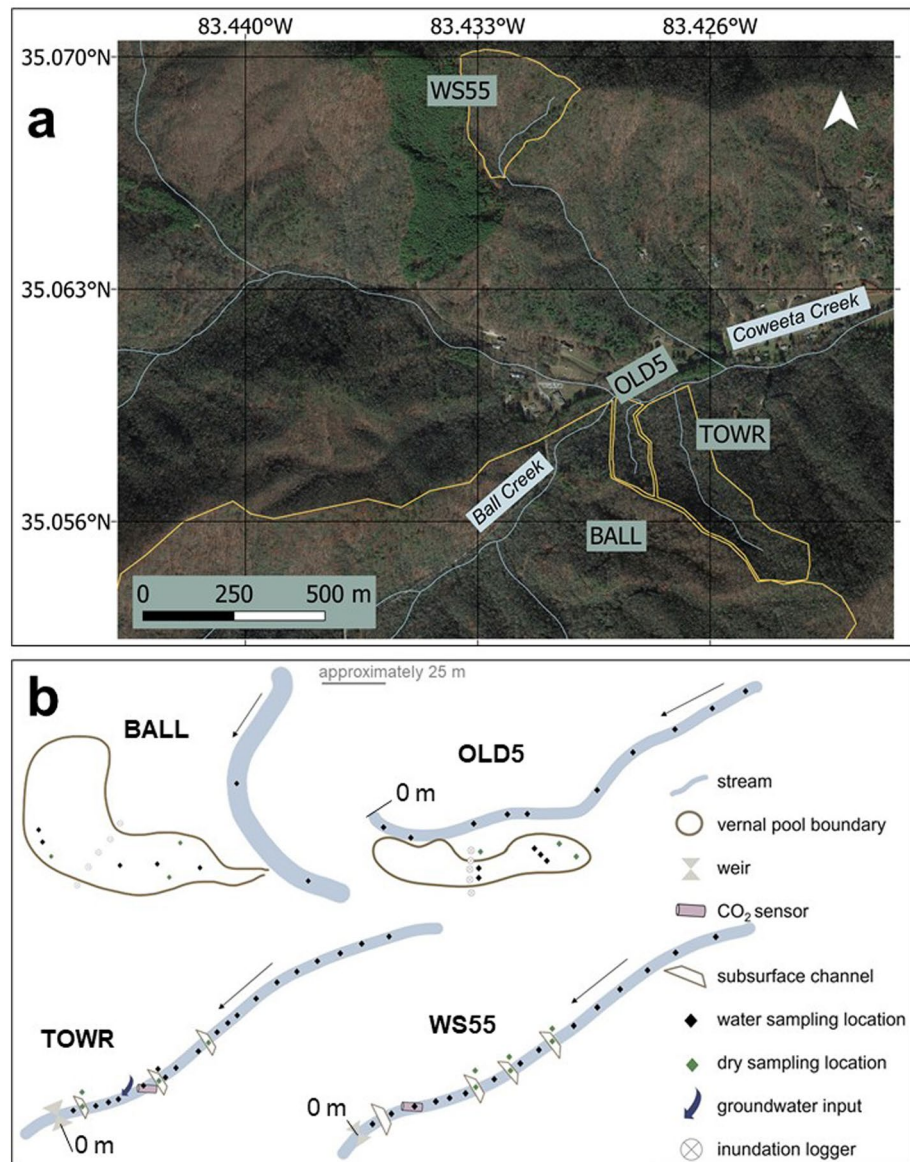 83.440°W 83.433°W 83.426°W
35.070°N
a
WS55
35.063°N
Coweeta Creek
OLD5
TOWR
Ball Creek
35.056°N
BALL
0 250 500 m
b
approximately 25 m
BALL
OLD5
0 m
stream
vernal pool boundary
weir
CO₂ sensor
subsurface channel
TOWR
WS55
water sampling location
dry sampling location
0 m
0 m
groundwater input
inundation logger